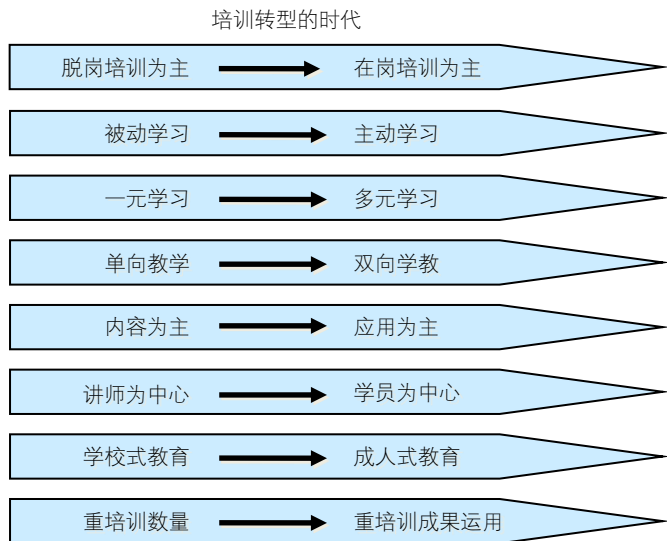 培训转型的时代
脱岗培训为主 在岗培训为主
被动学习 主动学习
一元学习 多元学习
单向教学 双向学教
内容为主 应用为主
讲师为中心 学员为中心
学校式教育 成人式教育
重培训数量 重培训成果运用